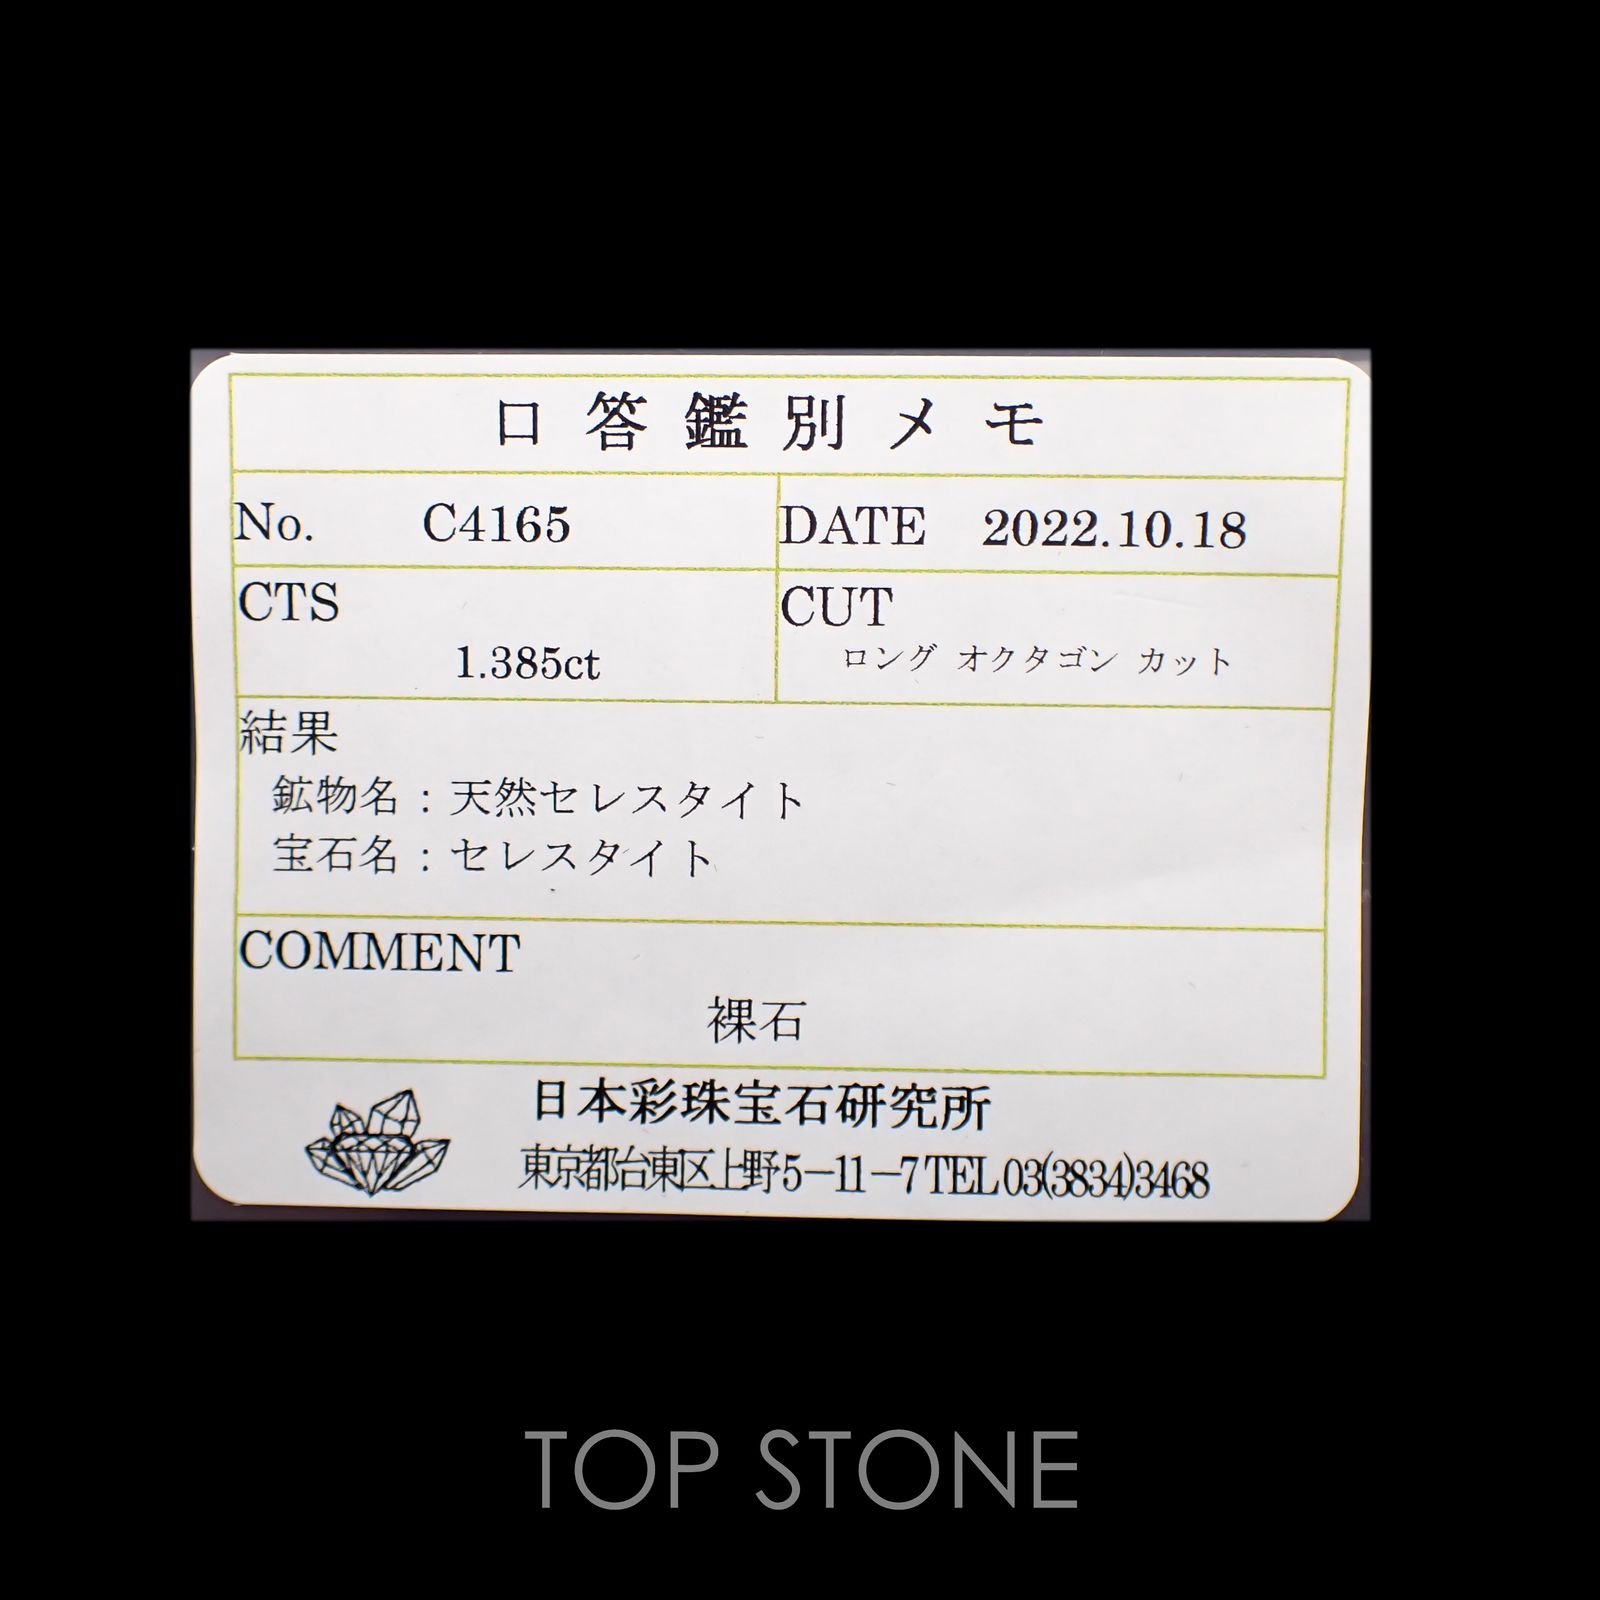 口答鑑別メモ
No. C4165
DATE 2022.10.18
CTS
1.385ct
CUT
ロング オクタゴン カット
結果
鉱物名:天然セレスタイト
宝石名:セレスタイト
COMMENT
裸石
日本彩珠宝石研究所
東京都台東区上野5-11-7 TEL 03(3834)3468
TOP STONE